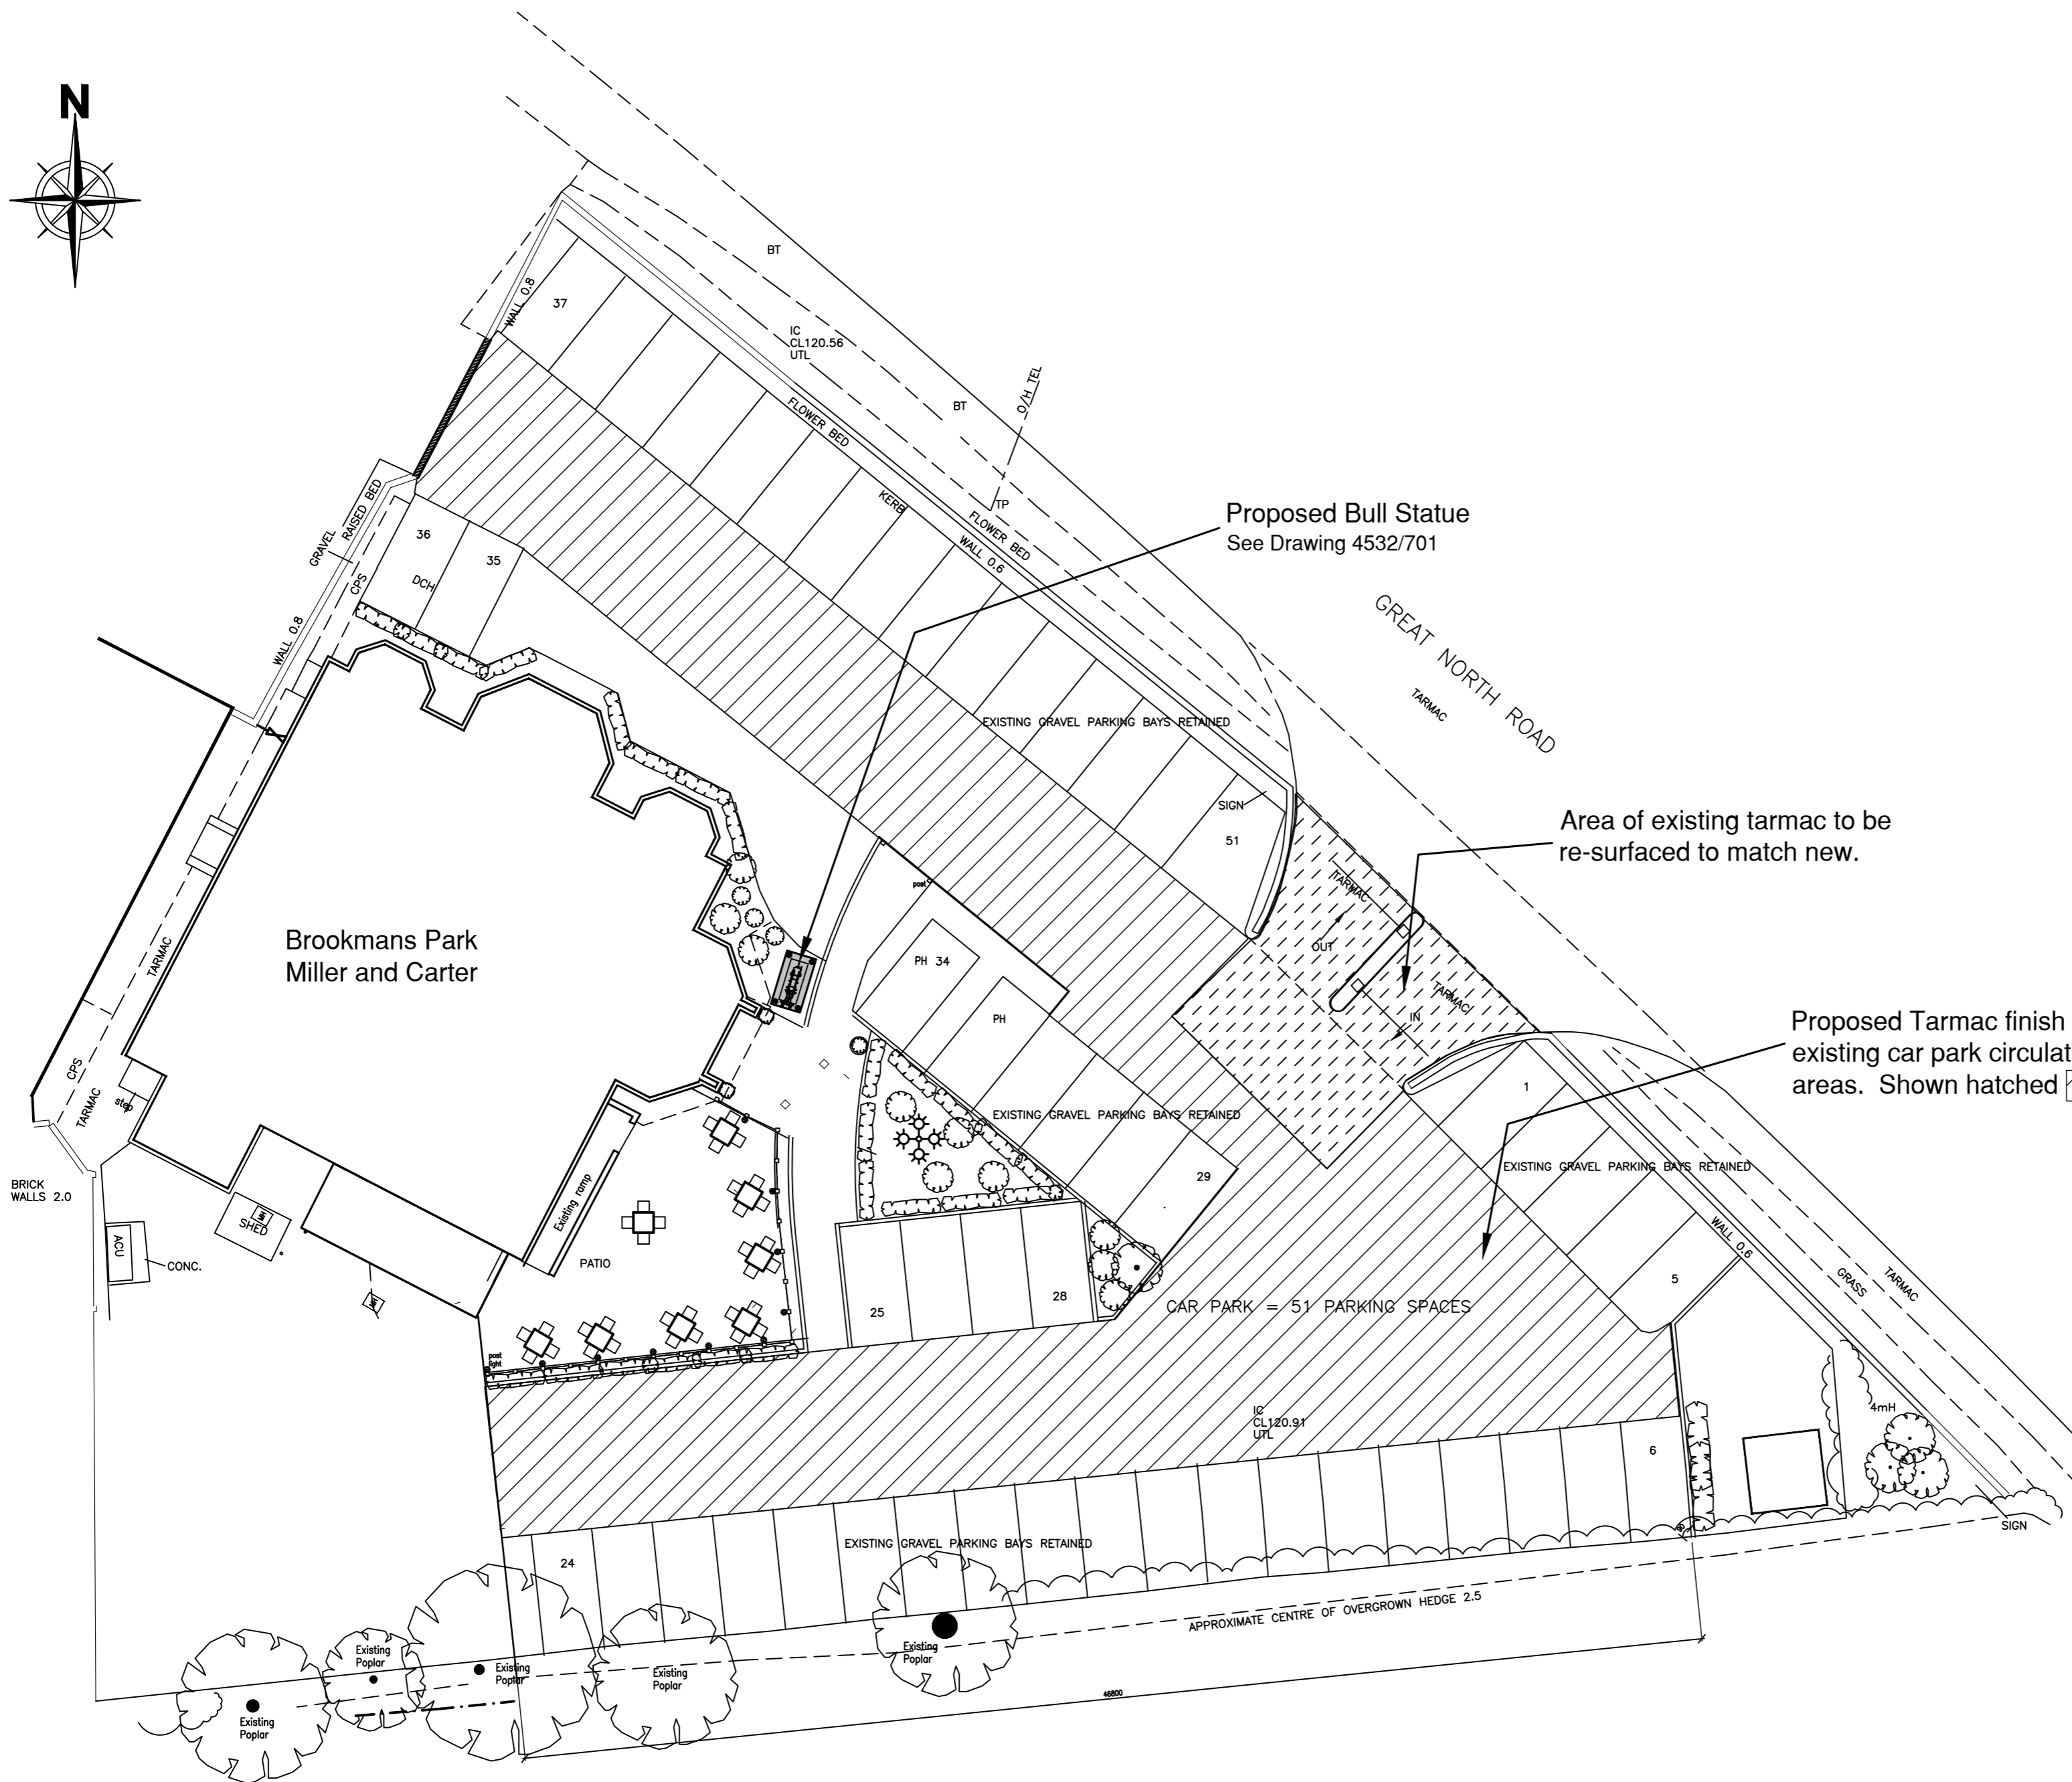 N
BT
37
WALL 0.8
IC
CL120.56
UTL
O/H TEL
BT
FLOWER BED
KERB
TP
FLOWER BED
WALL 0.6
GRAVEL
RAISED BED
36
35
DCH
CPS
WALL 0.8
Proposed Bull Statue
See Drawing 4532/701
GREAT NORTH ROAD
TARMAC
EXISTING GRAVEL PARKING BAYS RETAINED
SIGN
51
Area of existing tarmac to be
re-surfaced to match new.
TARMAC
OUT
TARMAC
IN
post
PH 34
PH
Brookmans Park
Miller and Carter
TARMAC
CPS
TARMAC
step
Proposed Tarmac finish
existing car park circulat
areas. Shown hatched
1
EXISTING GRAVEL PARKING BAYS RETAINED
29
EXISTING GRAVEL PARKING BAYS RETAINED
5
WALL 0.6
GRASS
TARMAC
BRICK
WALLS 2.0
SHED
MH
ACU
CONC.
MH
Existing ramp
PATIO
25
28
CAR PARK = 51 PARKING SPACES
post
light
IC
CL120.91
UTL
6
4mH
SIGN
EXISTING GRAVEL PARKING BAYS RETAINED
24
APPROXIMATE CENTRE OF OVERGROWN HEDGE 2.5
Existing
Poplar
Existing
Poplar
Existing
Poplar
Existing
Poplar
Existing
Poplar
46800